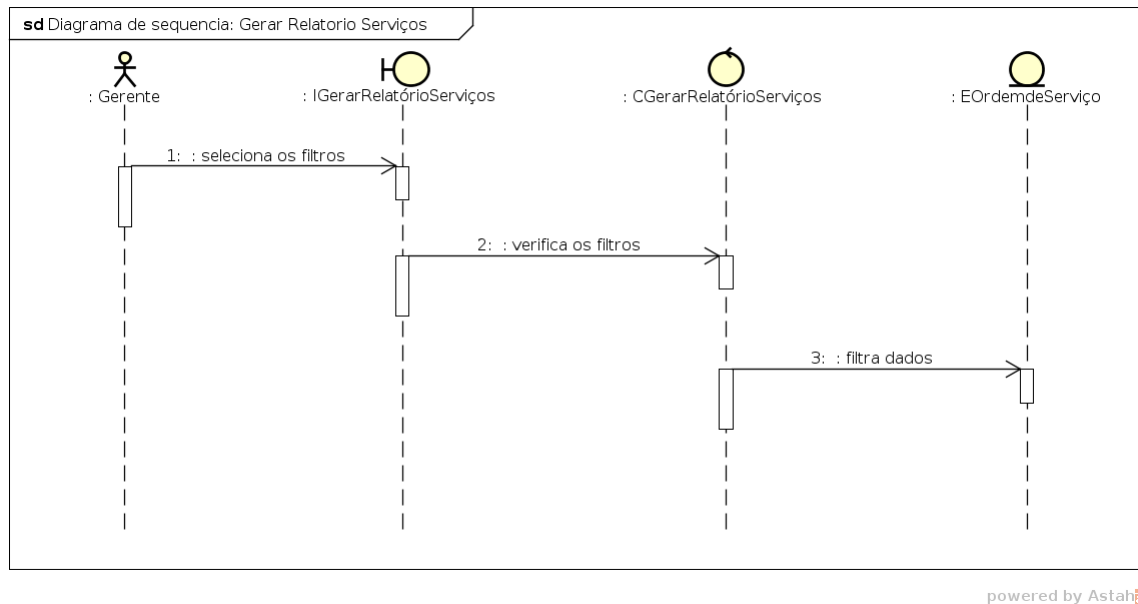 sd Diagrama de sequencia: Gerar Relatorio Serviços
: Gerente
: IGerarRelatórioServiços
: CGerarRelatórioServiços
: EOrdemdeServiço
1: : seleciona os filtros
2: : verifica os filtros
3: : filtra dados
powered by Astah